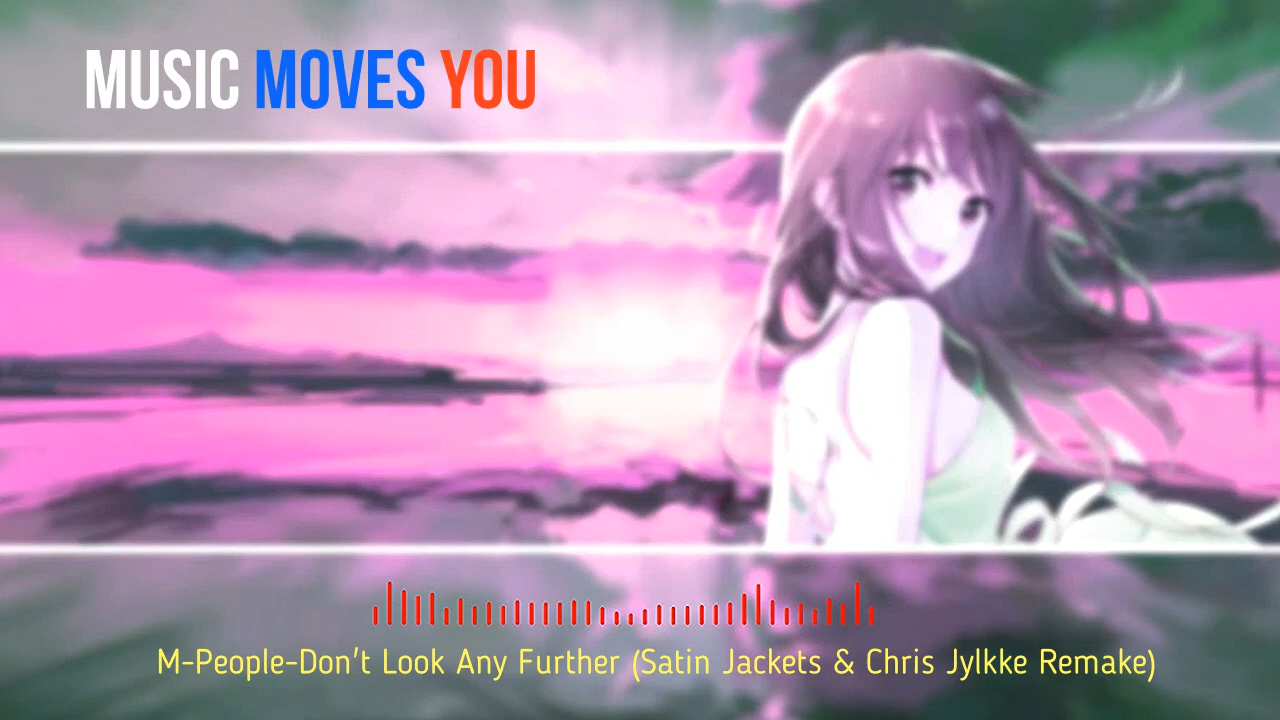 MUSIC MOVES YOU
M-People-Don't Look Any Further (Satin Jackets & Chris Jylkke Remake)